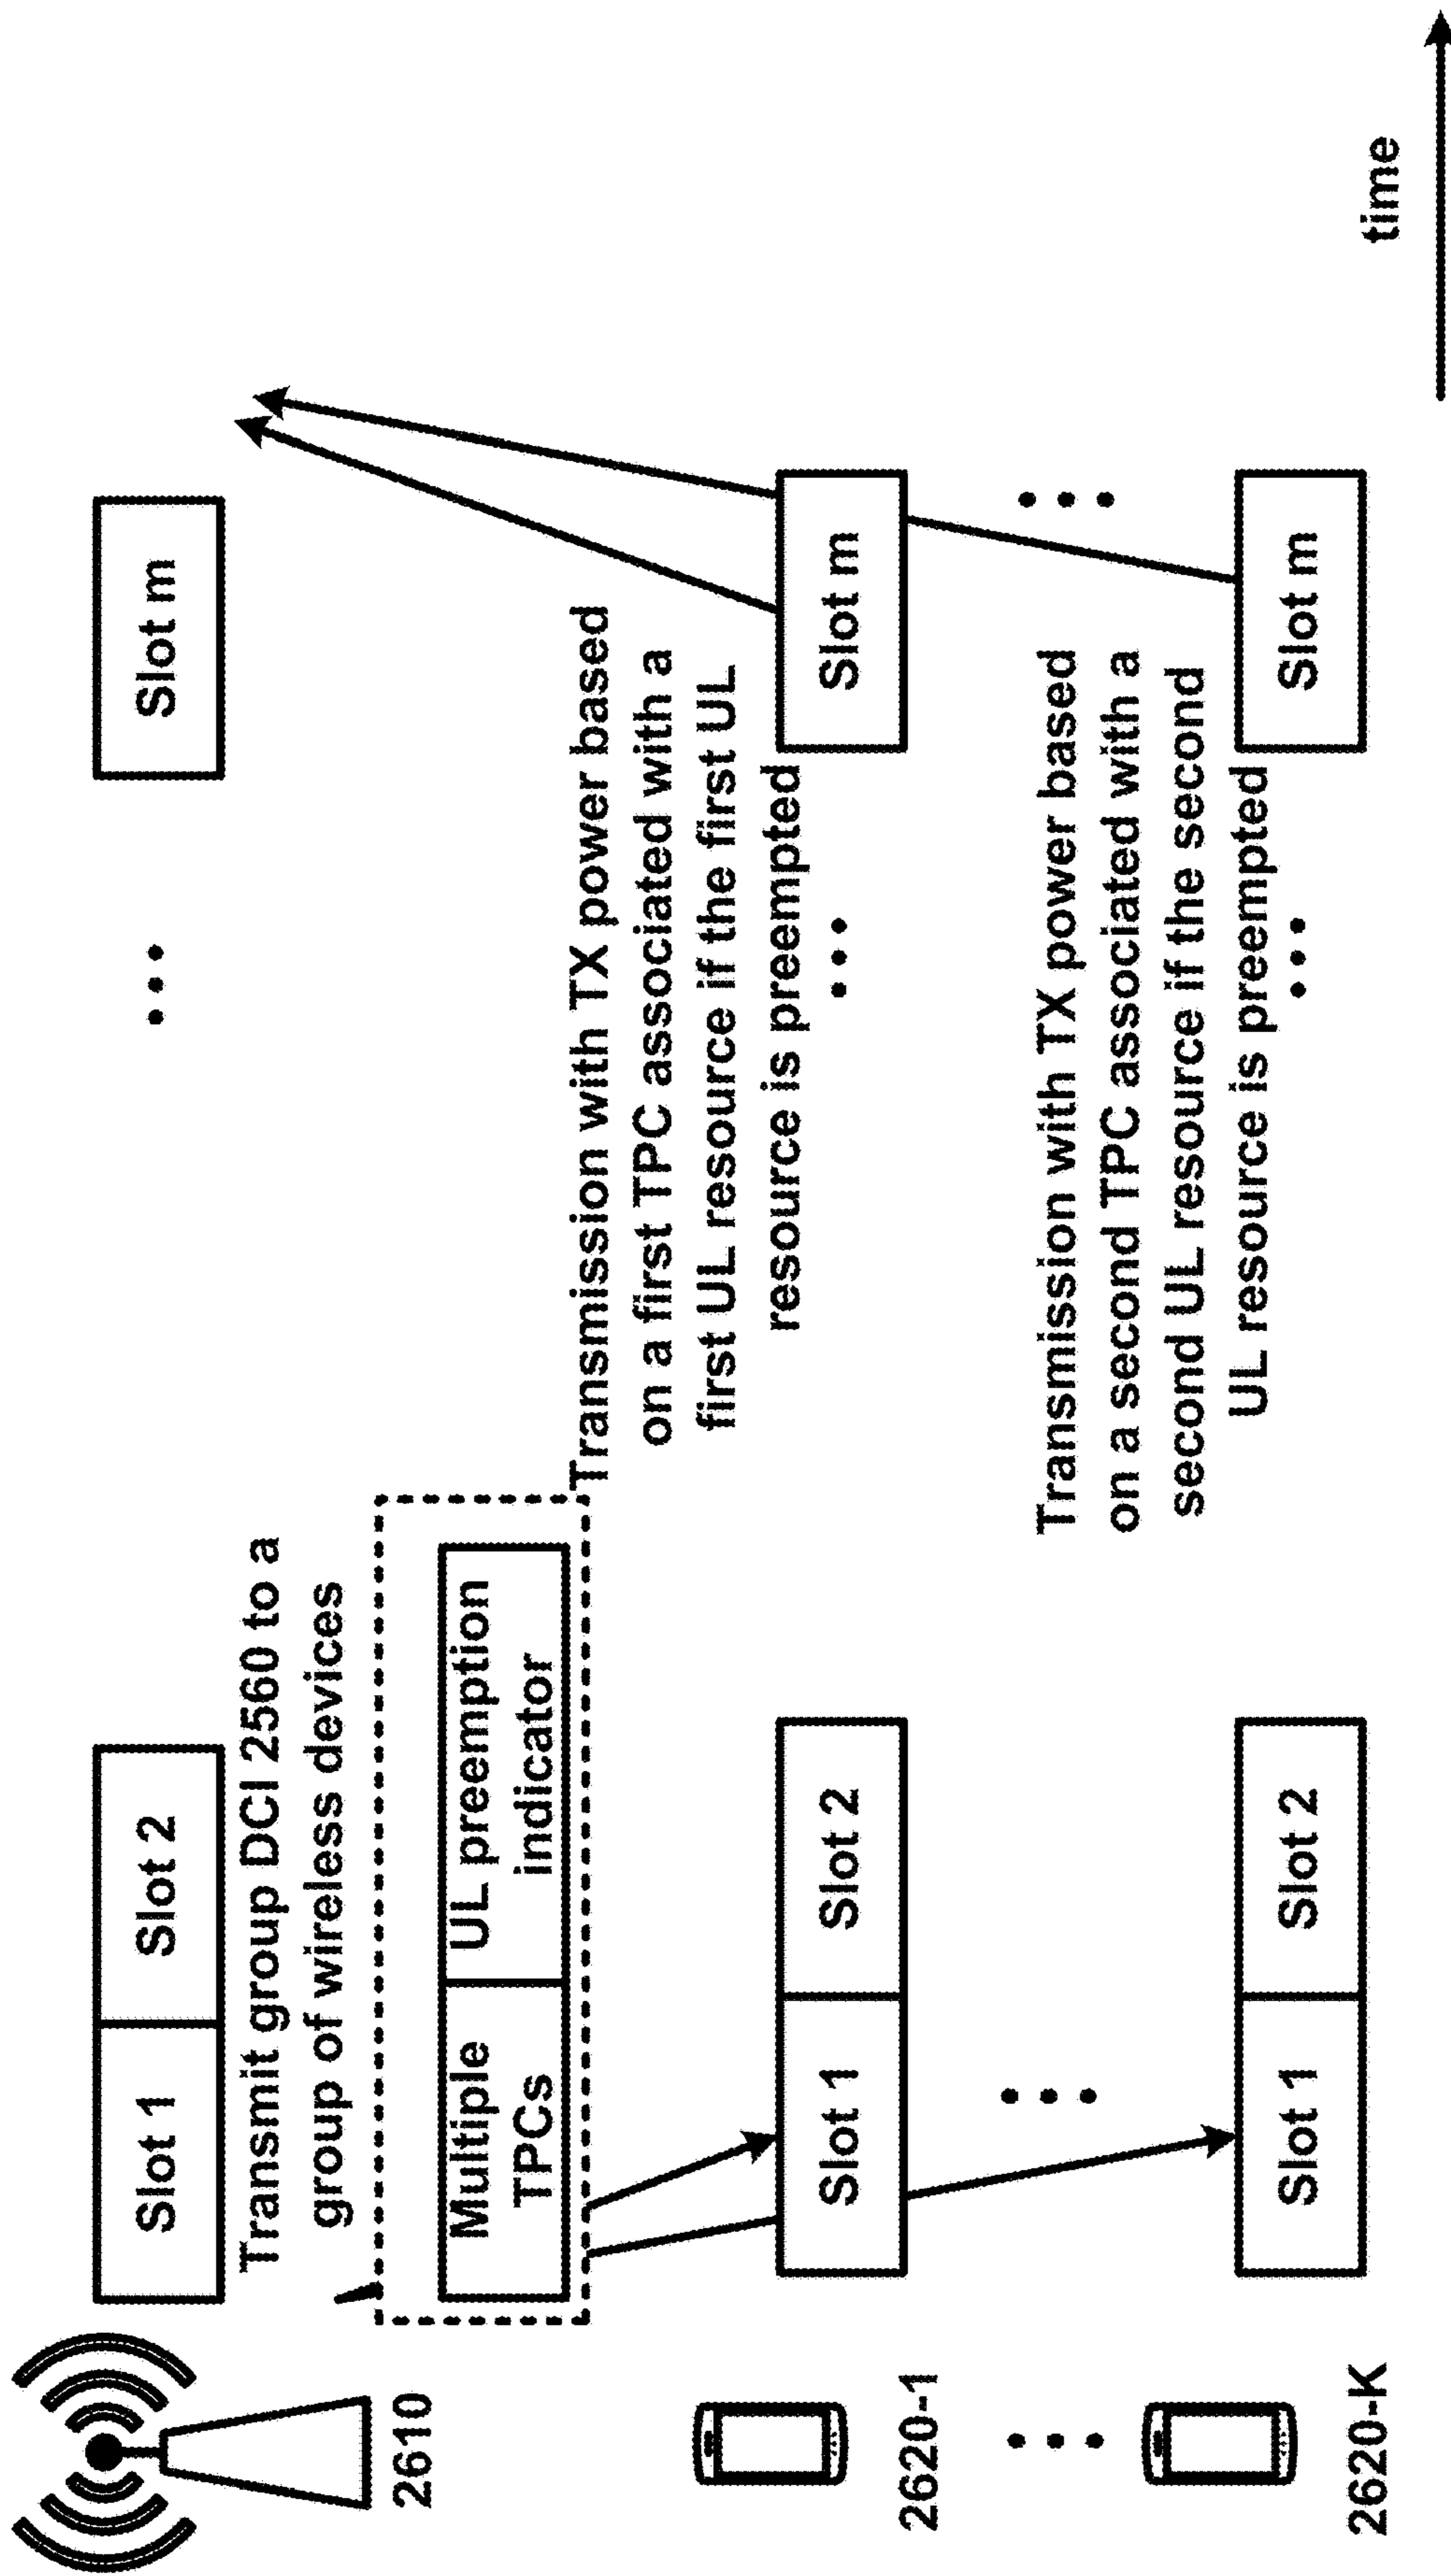 Slot 1
Slot 2
Slot m
Transmit group DCI 2560 to a
group of wireless devices
2610
Multiple
TPCs
UL preemption
indicator
Transmission with TX power based
on a first TPC associated with a
first UL resource if the first UL
resource is preempted
Slot 1
Slot 2
Slot m
2620-1
Transmission with TX power based
on a second TPC associated with a
second UL resource if the second
UL resource is preempted
Slot 1
Slot 2
Slot m
2620-K
time